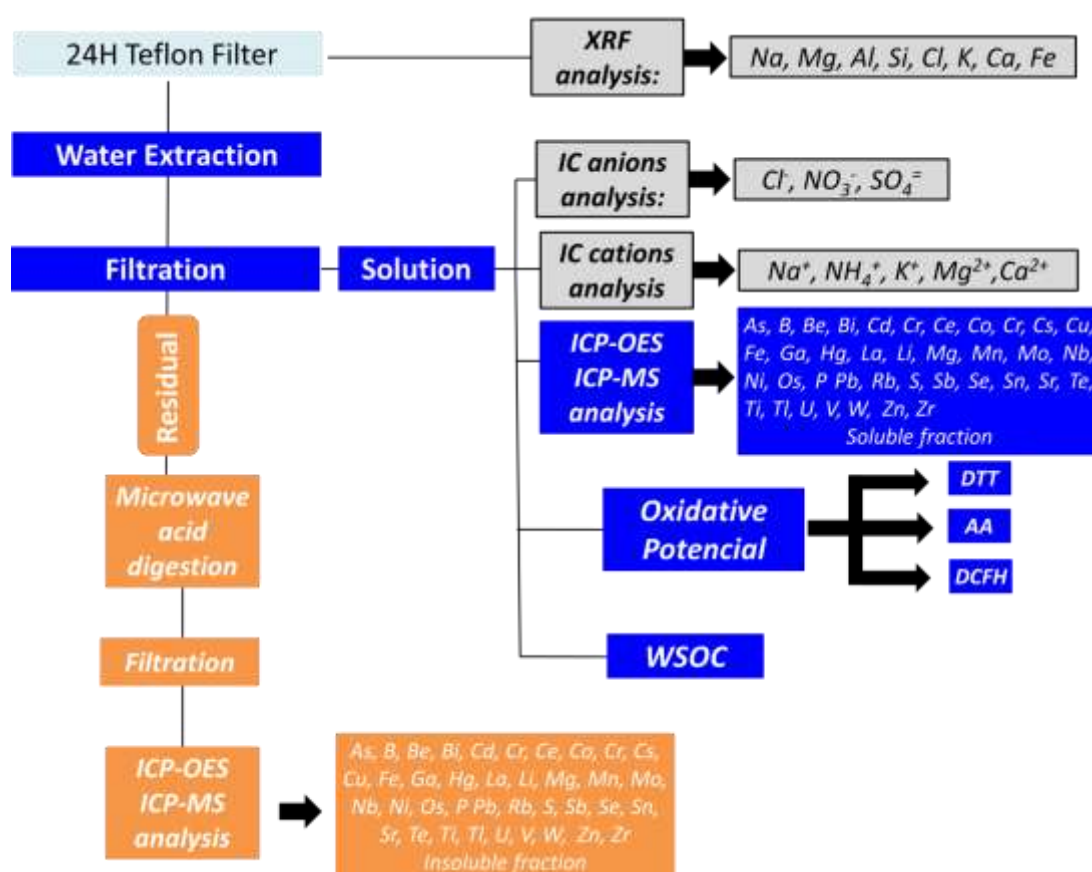 24H Teflon Filter
XRF
analysis:
Na, Mg, Al, Si, Cl, K, Ca, Fe
Water Extraction
IC anions
analysis:
Cl⁻, NO₃⁻, SO₄⁼
Filtration
Solution
IC cations
analysis
Na⁺, NH₄⁺, K⁺, Mg²⁺,Ca²⁺
Residual
ICP-OES
ICP-MS
analysis
As, B, Be, Bi, Cd, Cr, Ce, Co, Cr, Cs, Cu,
Fe, Ga, Hg, La, Li, Mg, Mn, Mo, Nb,
Ni, Os, P Pb, Rb, S, Sb, Se, Sn, Sr, Te,
Ti, Tl, U, V, W, Zn, Zr
Soluble fraction
Microwave
acid
digestion
Oxidative
Potencial
DTT
AA
DCFH
Filtration
WSOC
ICP-OES
ICP-MS
analysis
As, B, Be, Bi, Cd, Cr, Ce, Co, Cr, Cs,
Cu, Fe, Ga, Hg, La, Li, Mg, Mn, Mo,
Nb, Ni, Os, P Pb, Rb, S, Sb, Se, Sn,
Sr, Te, Ti, Tl, U, V, W, Zn, Zr
Insoluble fraction